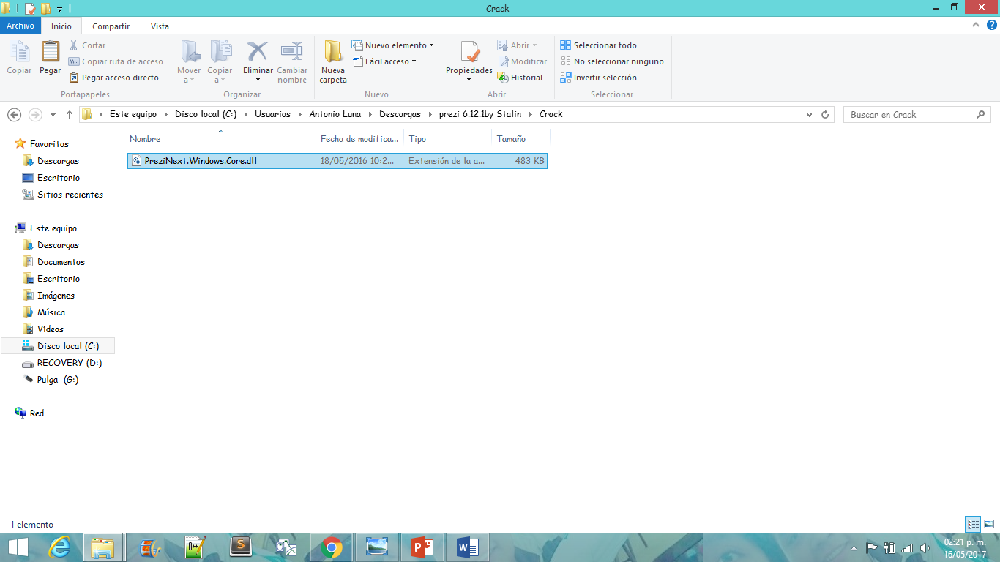 Crack
Archivo Inicio Compartir Vista
Copiar
Pegar
Cortar
Copiar ruta de acceso
Pegar acceso directo
Portapapeles
Mover a
Copiar a
Eliminar
Cambiar nombre
Organizar
Nueva carpeta
Nuevo elemento
Fácil acceso
Nuevo
Propiedades
Abrir
Modificar
Historial
Abrir
Seleccionar todo
No seleccionar ninguno
Invertir selección
Seleccionar
Este equipo Disco local (C:) Usuarios Antonio Luna Descargas prezi 6.12.1by Stalin Crack
Buscar en Crack
Nombre Fecha de modifica... Tipo Tamaño
PreziNext.Windows.Core.dll 18/05/2016 10:2... Extensión de la a... 483 KB
Favoritos
Descargas
Escritorio
Sitios recientes
Este equipo
Descargas
Documentos
Escritorio
Imágenes
Música
Vídeos
Disco local (C:)
RECOVERY (D:)
Pulga (G:)
Red
1 elemento
02:21 p. m.
16/05/2017